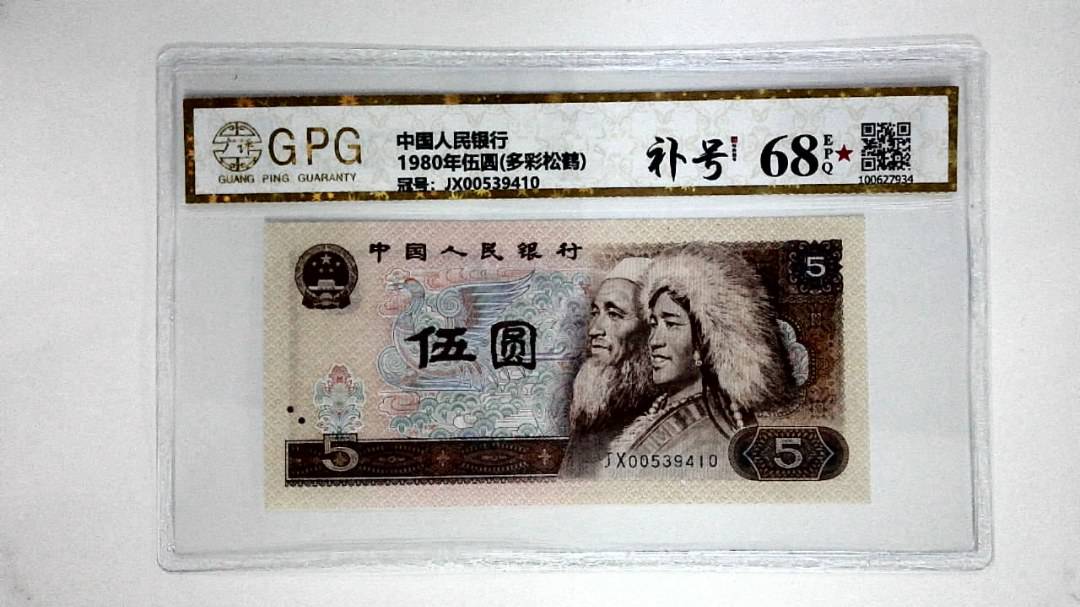 GPG
GUANG PING GUARANTY
中国人民银行
1980年伍圆(多彩松鹤)
冠号: JX00539410
补号
68
EPQ
100627934
中国人民银行
5
伍圆
5
JX00539410
5